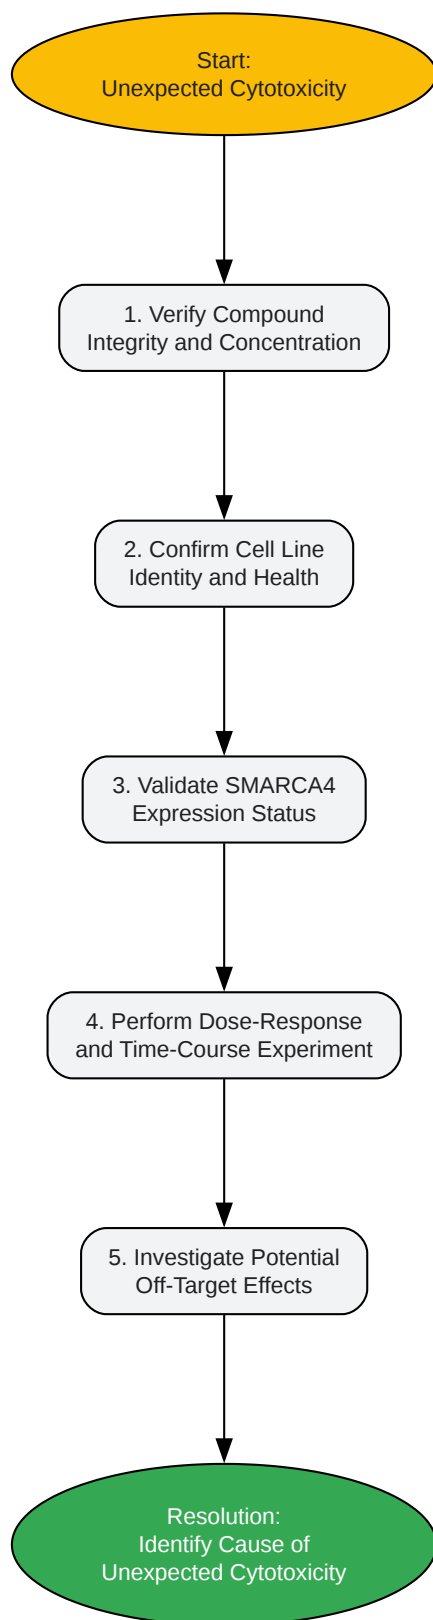 Start:
Unexpected Cytotoxicity
1. Verify Compound
Integrity and Concentration
2. Confirm Cell Line
Identity and Health
3. Validate SMARCA4
Expression Status
4. Perform Dose-Response
and Time-Course Experiment
5. Investigate Potential
Off-Target Effects
Resolution:
Identify Cause of
Unexpected Cytotoxicity